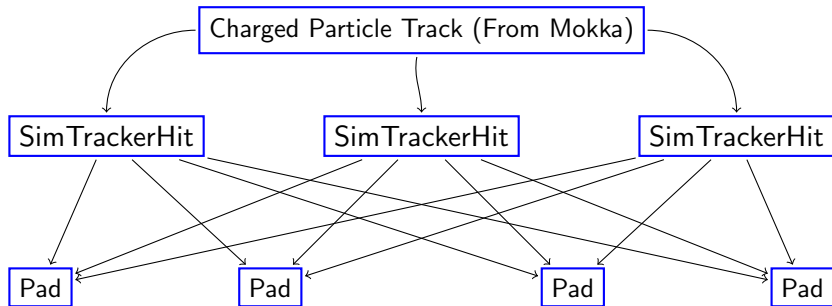 Charged Particle Track (From Mokka)
SimTrackerHit SimTrackerHit SimTrackerHit
Pad Pad Pad Pad